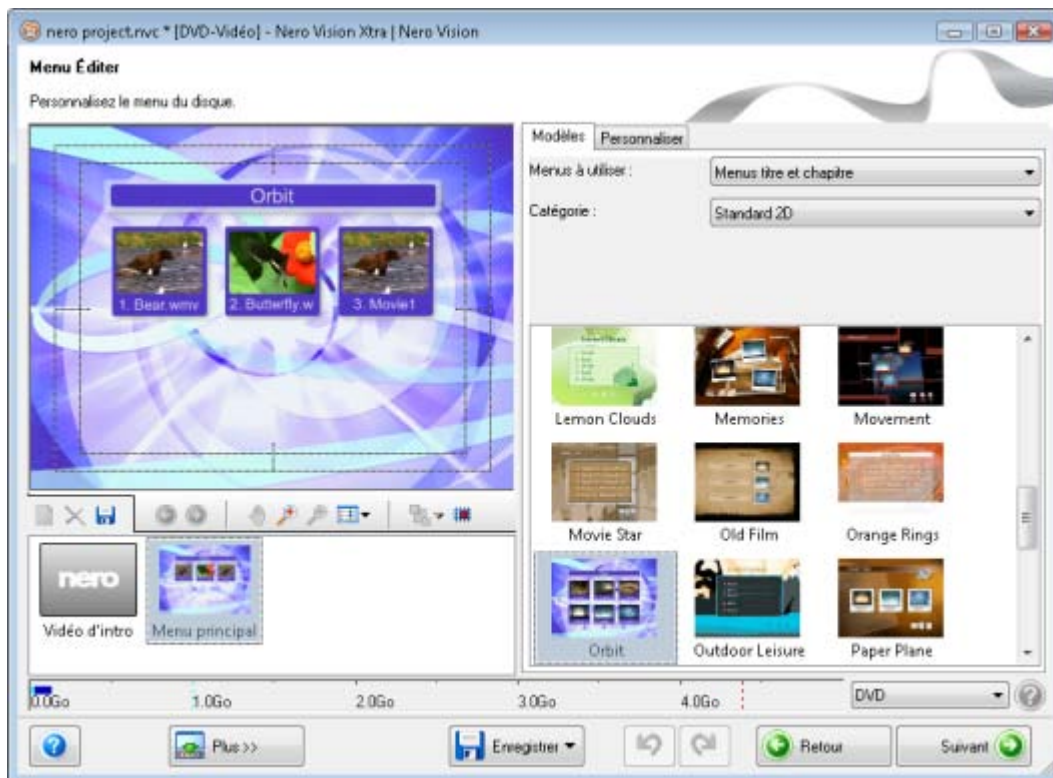 nero project.nvc * [DVD-Vidéo] - Nero Vision Xtra | Nero Vision
Menu Éditer
Personnalisez le menu du disque.
Orbit
1. Bear.wmv
2. Butterfly.w
3. Movie1
Modèles
Personnaliser
Menus à utiliser :
Menus titre et chapitre
Catégorie :
Standard 2D
Lemon Clouds
Memories
Movement
Movie Star
Old Film
Orange Rings
Orbit
Outdoor Leisure
Paper Plane
nero
Vidéo d'intro
Menu principal
0.0Go
1.0Go
2.0Go
3.0Go
4.0Go
DVD
Plus >>
Enregistrer
Retour
Suivant